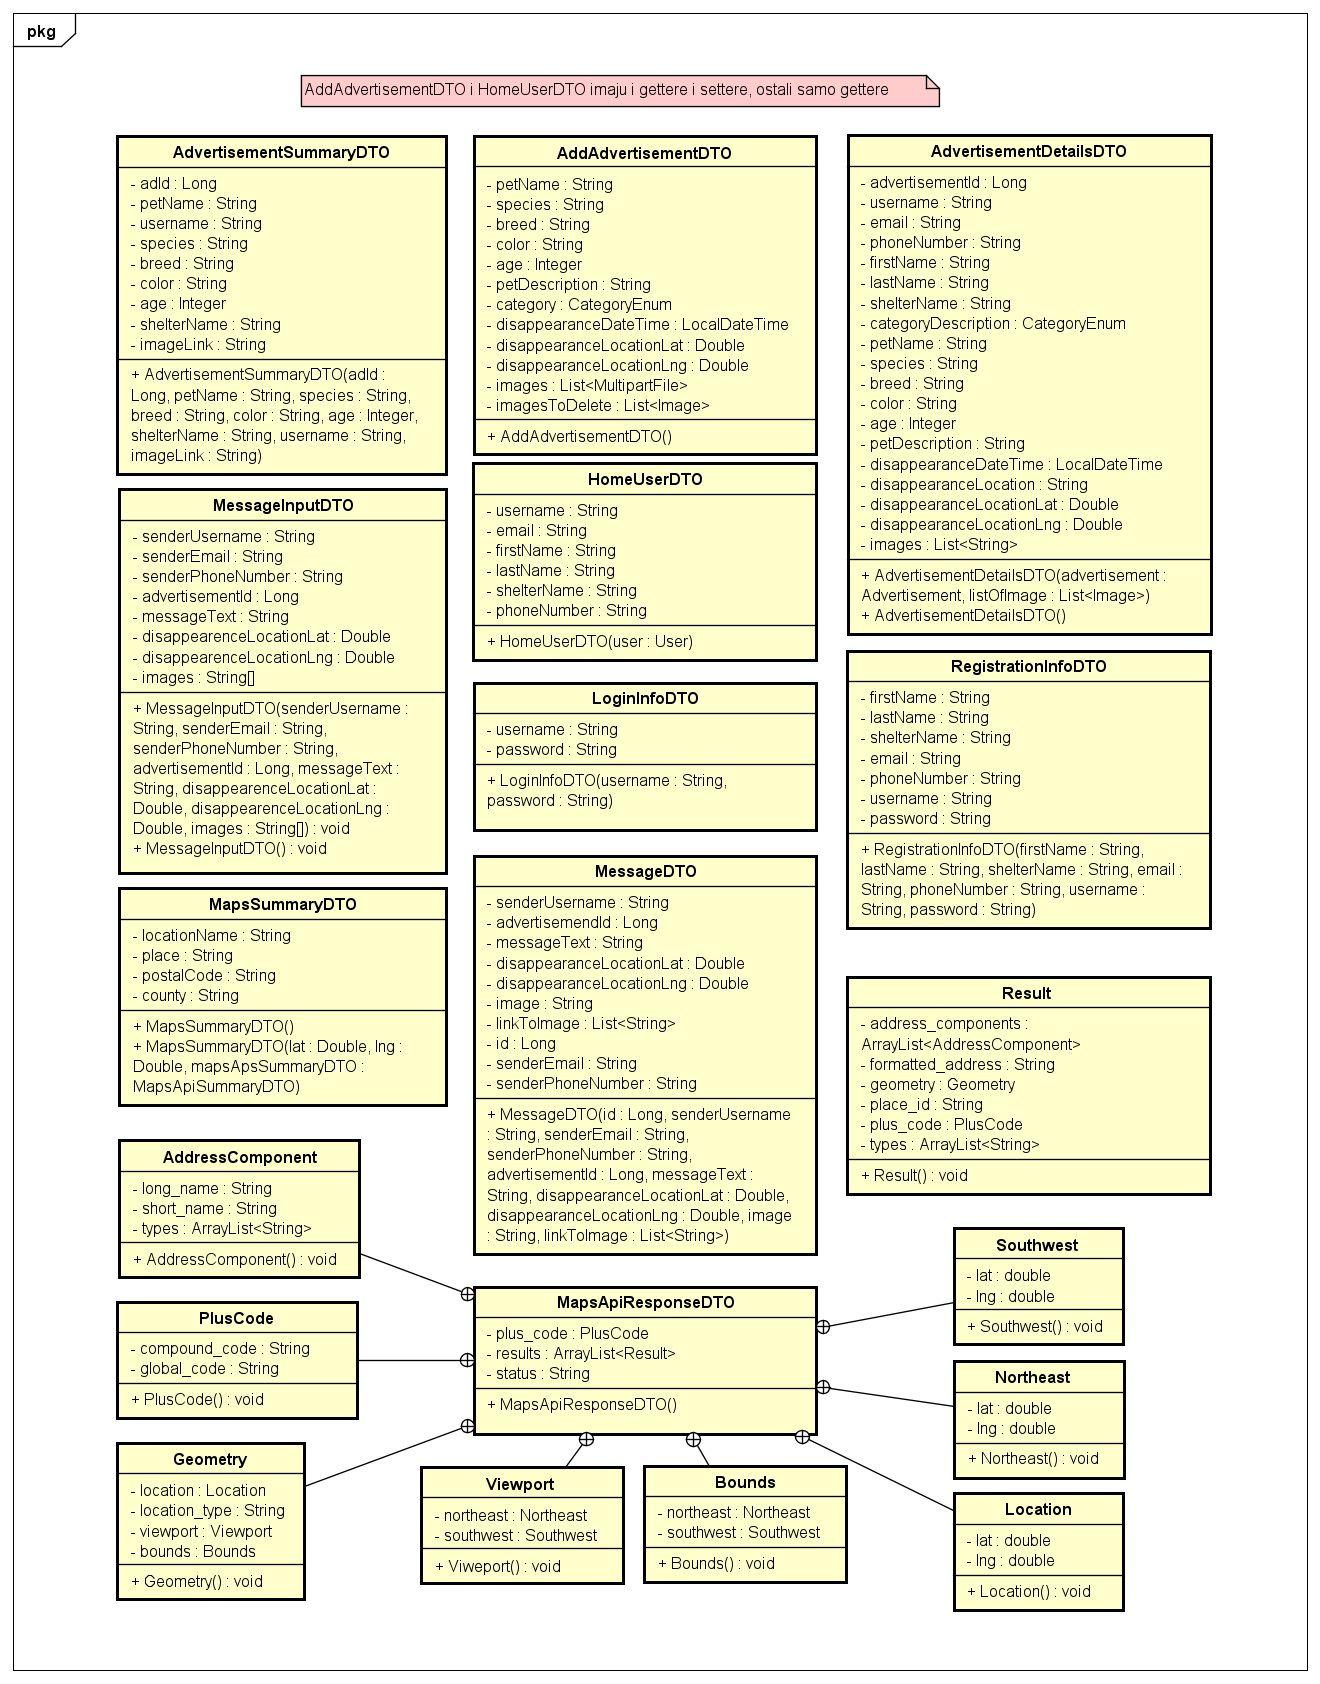 pkg
AddAdvertisementDTO i HomeUserDTO imaju i gettere i settere, ostali samo gettere
AdvertisementSummaryDTO
- adId : Long
- petName : String
- username : String
- species : String
- breed : String
- color : String
- age : Integer
- shelterName : String
- imageLink : String
+ AdvertisementSummaryDTO(adId :
Long, petName : String, species : String,
breed : String, color : String, age : Integer,
shelterName : String, username : String,
imageLink : String)
AddAdvertisementDTO
- petName : String
- species : String
- breed : String
- color : String
- age : Integer
- petDescription : String
- category : CategoryEnum
- disappearanceDateTime : LocalDateTime
- disappearanceLocationLat : Double
- disappearanceLocationLng : Double
- images : List<MultipartFile>
- imagesToDelete : List<Image>
+ AddAdvertisementDTO()
AdvertisementDetailsDTO
- advertisementId : Long
- username : String
- email : String
- phoneNumber : String
- firstName : String
- lastName : String
- shelterName : String
- categoryDescription : CategoryEnum
- petName : String
- species : String
- breed : String
- color : String
- age : Integer
- petDescription : String
- disappearanceDateTime : LocalDateTime
- disappearanceLocation : String
- disappearanceLocationLat : Double
- disappearanceLocationLng : Double
- images : List<String>
+ AdvertisementDetailsDTO(advertisement :
Advertisement, listOfImage : List<Image>)
+ AdvertisementDetailsDTO()
MessageInputDTO
- senderUsername : String
- senderEmail : String
- senderPhoneNumber : String
- advertisementId : Long
- messageText : String
- disappearenceLocationLat : Double
- disappearenceLocationLng : Double
- images : String[]
+ MessageInputDTO(senderUsername :
String, senderEmail : String,
senderPhoneNumber : String,
advertisementId : Long, messageText :
String, disappearenceLocationLat :
Double, disappearenceLocationLng :
Double, images : String[]) : void
+ MessageInputDTO() : void
HomeUserDTO
- username : String
- email : String
- firstName : String
- lastName : String
- shelterName : String
- phoneNumber : String
+ HomeUserDTO(user : User)
LoginInfoDTO
- username : String
- password : String
+ LoginInfoDTO(username : String,
password : String)
RegistrationInfoDTO
- firstName : String
- lastName : String
- shelterName : String
- email : String
- phoneNumber : String
- username : String
- password : String
+ RegistrationInfoDTO(firstName : String,
lastName : String, shelterName : String, email :
String, phoneNumber : String, username :
String, password : String)
MapsSummaryDTO
- locationName : String
- place : String
- postalCode : String
- county : String
+ MapsSummaryDTO()
+ MapsSummaryDTO(lat : Double, lng :
Double, mapsApsSummaryDTO :
MapsApiSummaryDTO)
MessageDTO
- senderUsername : String
- advertisemendId : Long
- messageText : String
- disappearanceLocationLat : Double
- disappearanceLocationLng : Double
- image : String
- linkToImage : List<String>
- id : Long
- senderEmail : String
- senderPhoneNumber : String
+ MessageDTO(id : Long, senderUsername
: String, senderEmail : String,
senderPhoneNumber : String,
advertisementId : Long, messageText :
String, disappearanceLocationLat : Double,
disappearanceLocationLng : Double, image
: String, linkToImage : List<String>)
Result
- address_components :
ArrayList<AddressComponent>
- formatted_address : String
- geometry : Geometry
- place_id : String
- plus_code : PlusCode
- types : ArrayList<String>
+ Result() : void
AddressComponent
- long_name : String
- short_name : String
- types : ArrayList<String>
+ AddressComponent() : void
PlusCode
- compound_code : String
- global_code : String
+ PlusCode() : void
Geometry
- location : Location
- location_type : String
- viewport : Viewport
- bounds : Bounds
+ Geometry() : void
MapsApiResponseDTO
- plus_code : PlusCode
- results : ArrayList<Result>
- status : String
+ MapsApiResponseDTO()
Viewport
- northeast : Northeast
- southwest : Southwest
+ Viweport() : void
Bounds
- northeast : Northeast
- southwest : Southwest
+ Bounds() : void
Southwest
- lat : double
- lng : double
+ Southwest() : void
Northeast
- lat : double
- lng : double
+ Northeast() : void
Location
- lat : double
- lng : double
+ Location() : void